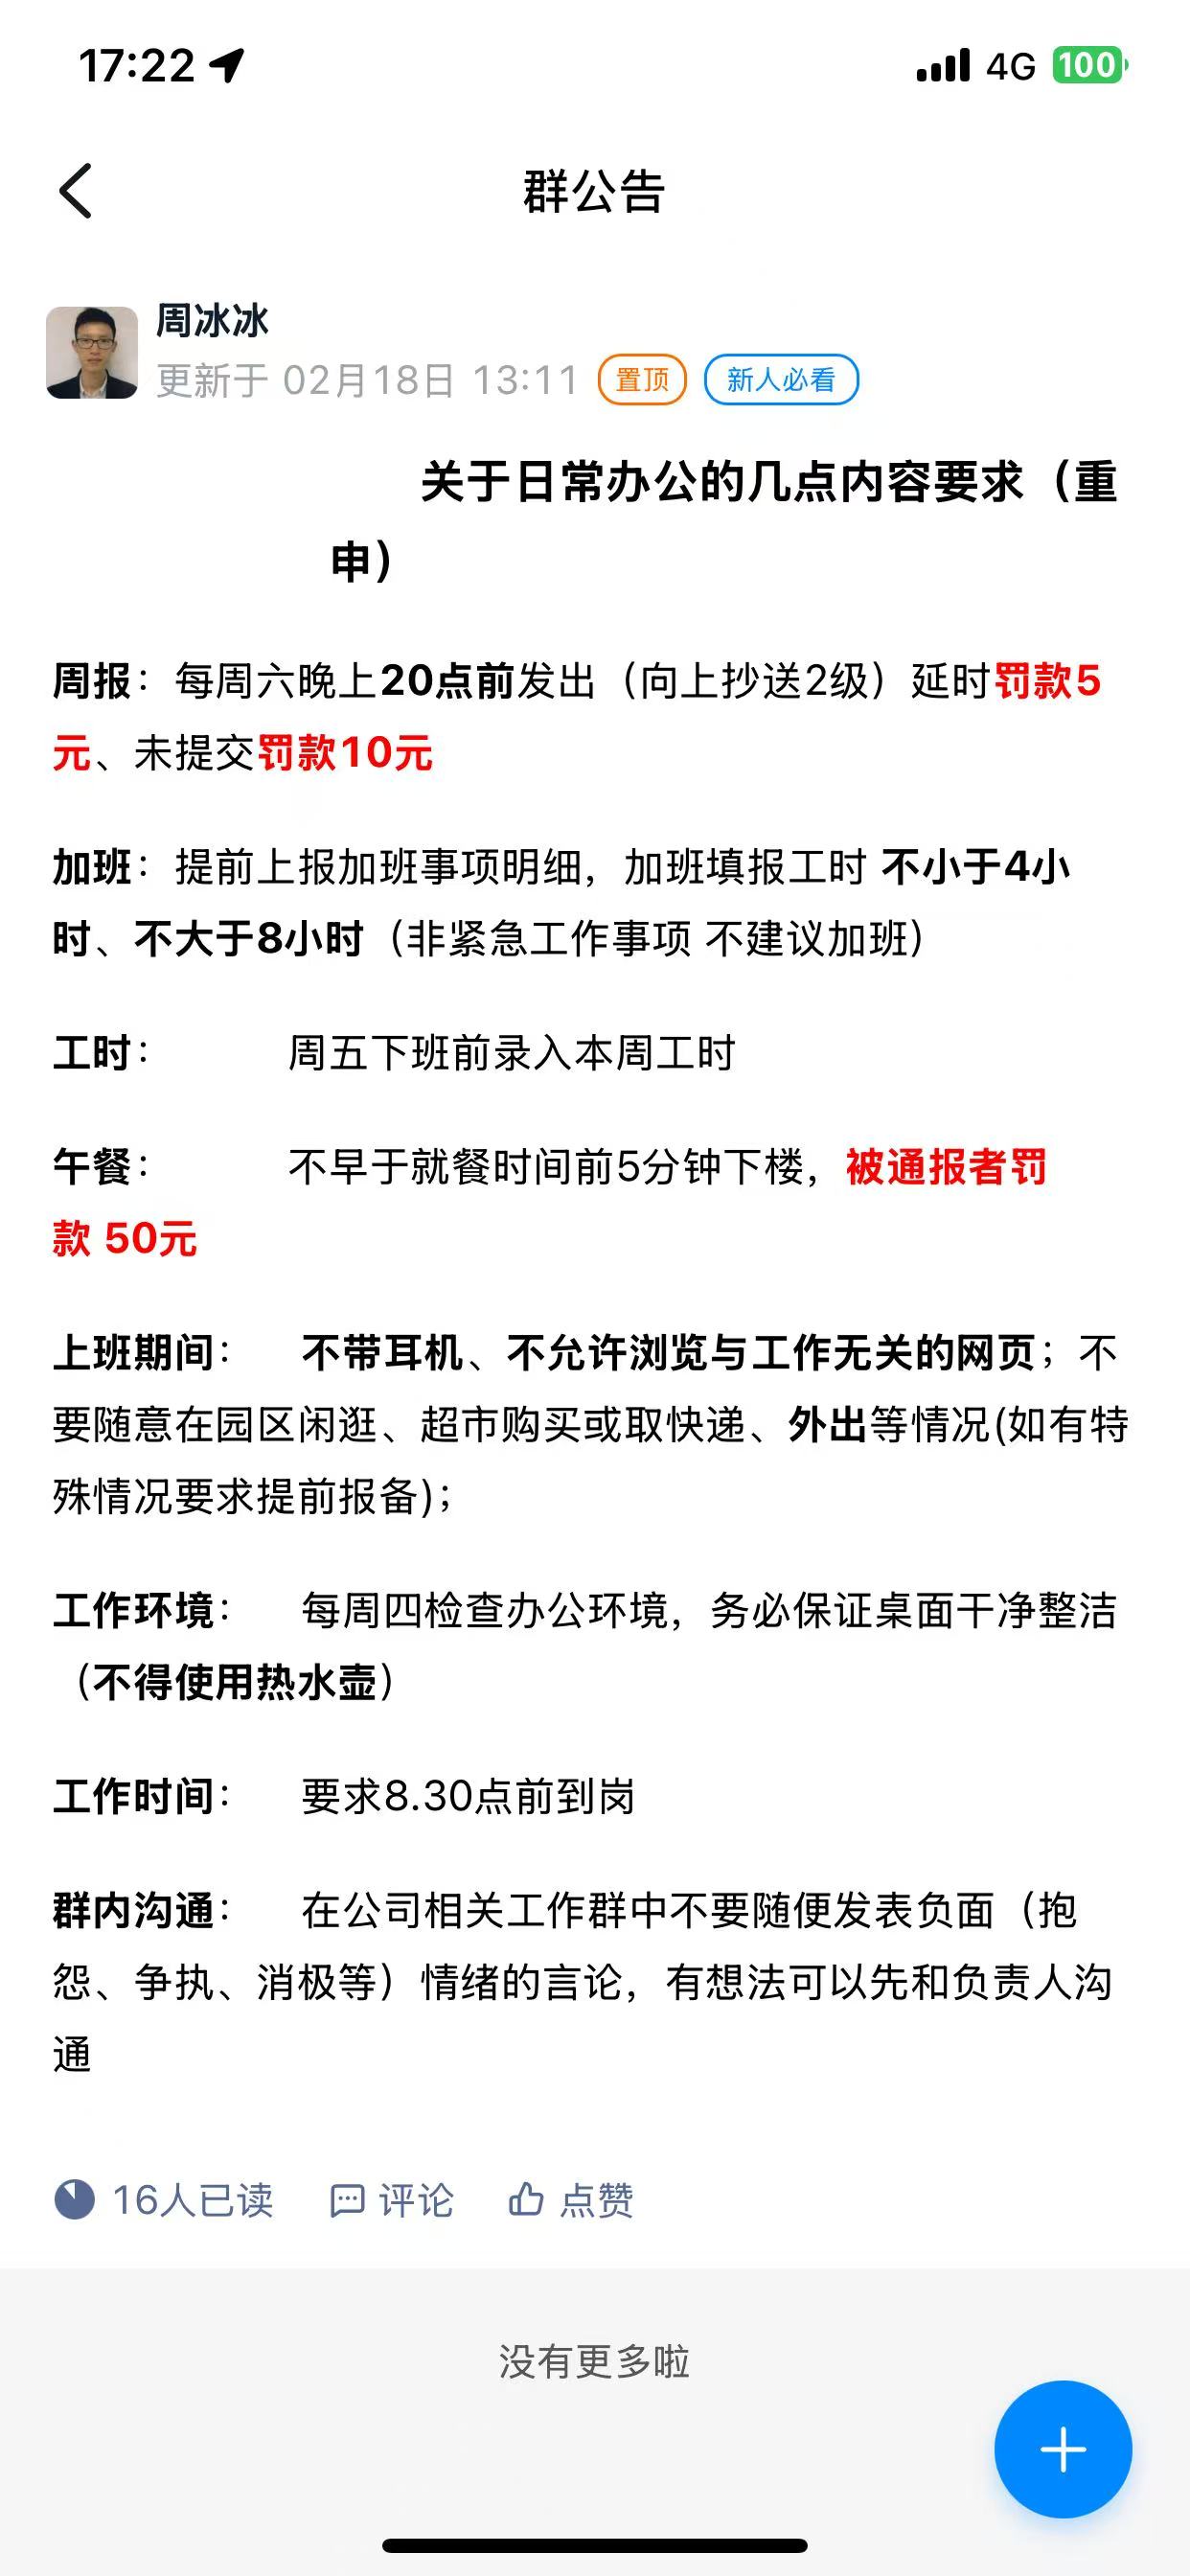 17:22
4G 100
群公告
周冰冰
更新于 02月18日 13:11 置顶 新人必看
关于日常办公的几点内容要求（重
申）
周报：每周六晚上20点前发出（向上抄送2级）延时罚款5
元、未提交罚款10元
加班：提前上报加班事项明细，加班填报工时 不小于4小
时、不大于8小时（非紧急工作事项 不建议加班）
工时： 周五下班前录入本周工时
午餐： 不早于就餐时间前5分钟下楼，被通报者罚
款 50元
上班期间： 不带耳机、不允许浏览与工作无关的网页；不
要随意在园区闲逛、超市购买或取快递、外出等情况(如有特
殊情况要求提前报备)；
工作环境： 每周四检查办公环境，务必保证桌面干净整洁
（不得使用热水壶）
工作时间： 要求8.30点前到岗
群内沟通： 在公司相关工作群中不要随便发表负面（抱
怨、争执、消极等）情绪的言论，有想法可以先和负责人沟
通
16人已读 评论 点赞
没有更多啦